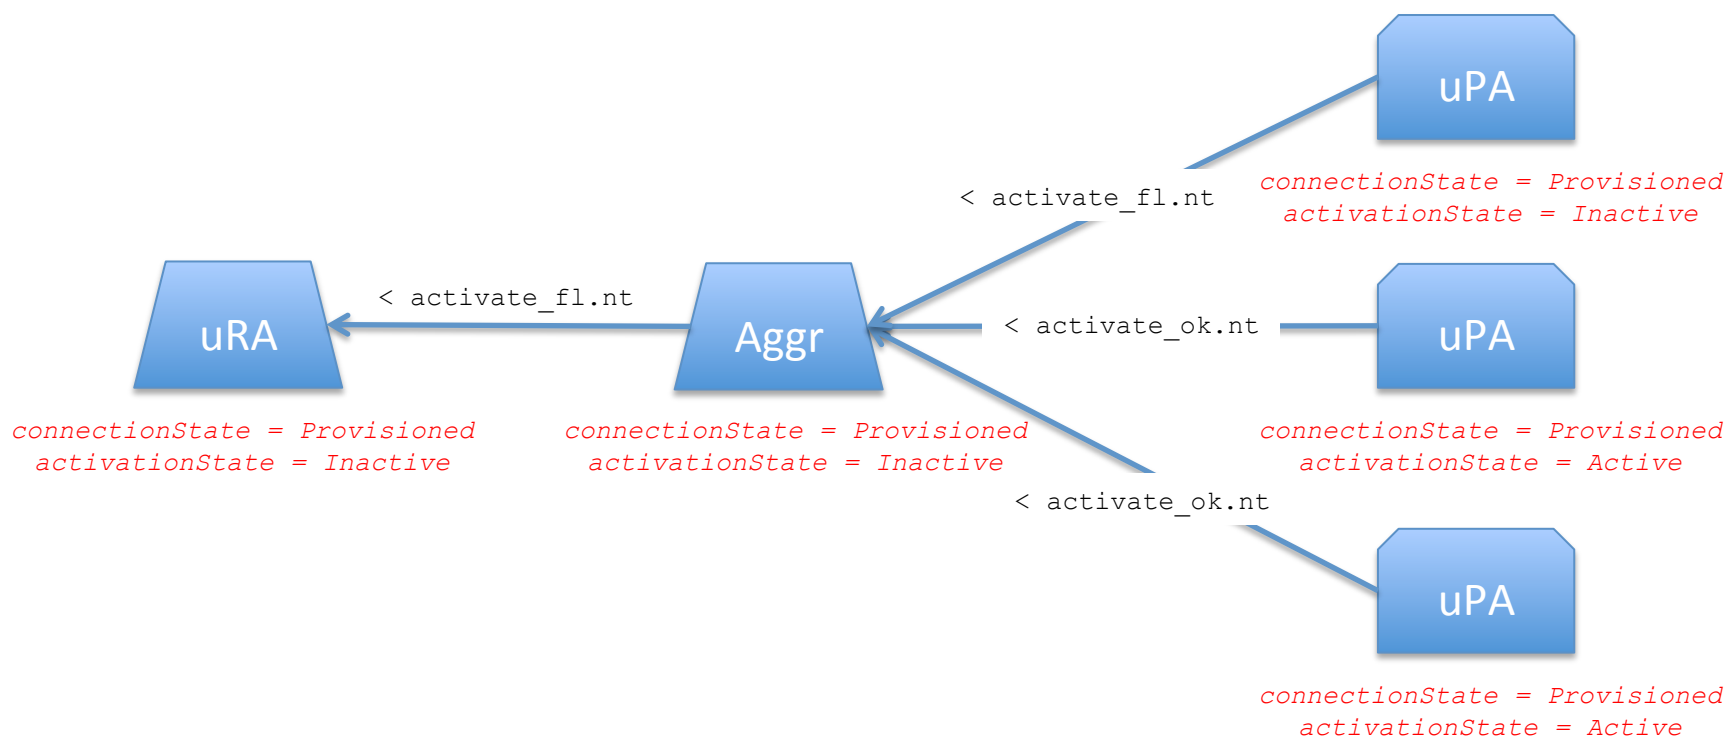 uPA
< activate_fl.nt
connectionState = Provisioned
activationState = Inactive
uRA
< activate_fl.nt
Aggr
< activate_ok.nt
uPA
connectionState = Provisioned
activationState = Inactive
connectionState = Provisioned
activationState = Inactive
connectionState = Provisioned
activationState = Active
< activate_ok.nt
uPA
connectionState = Provisioned
activationState = Active